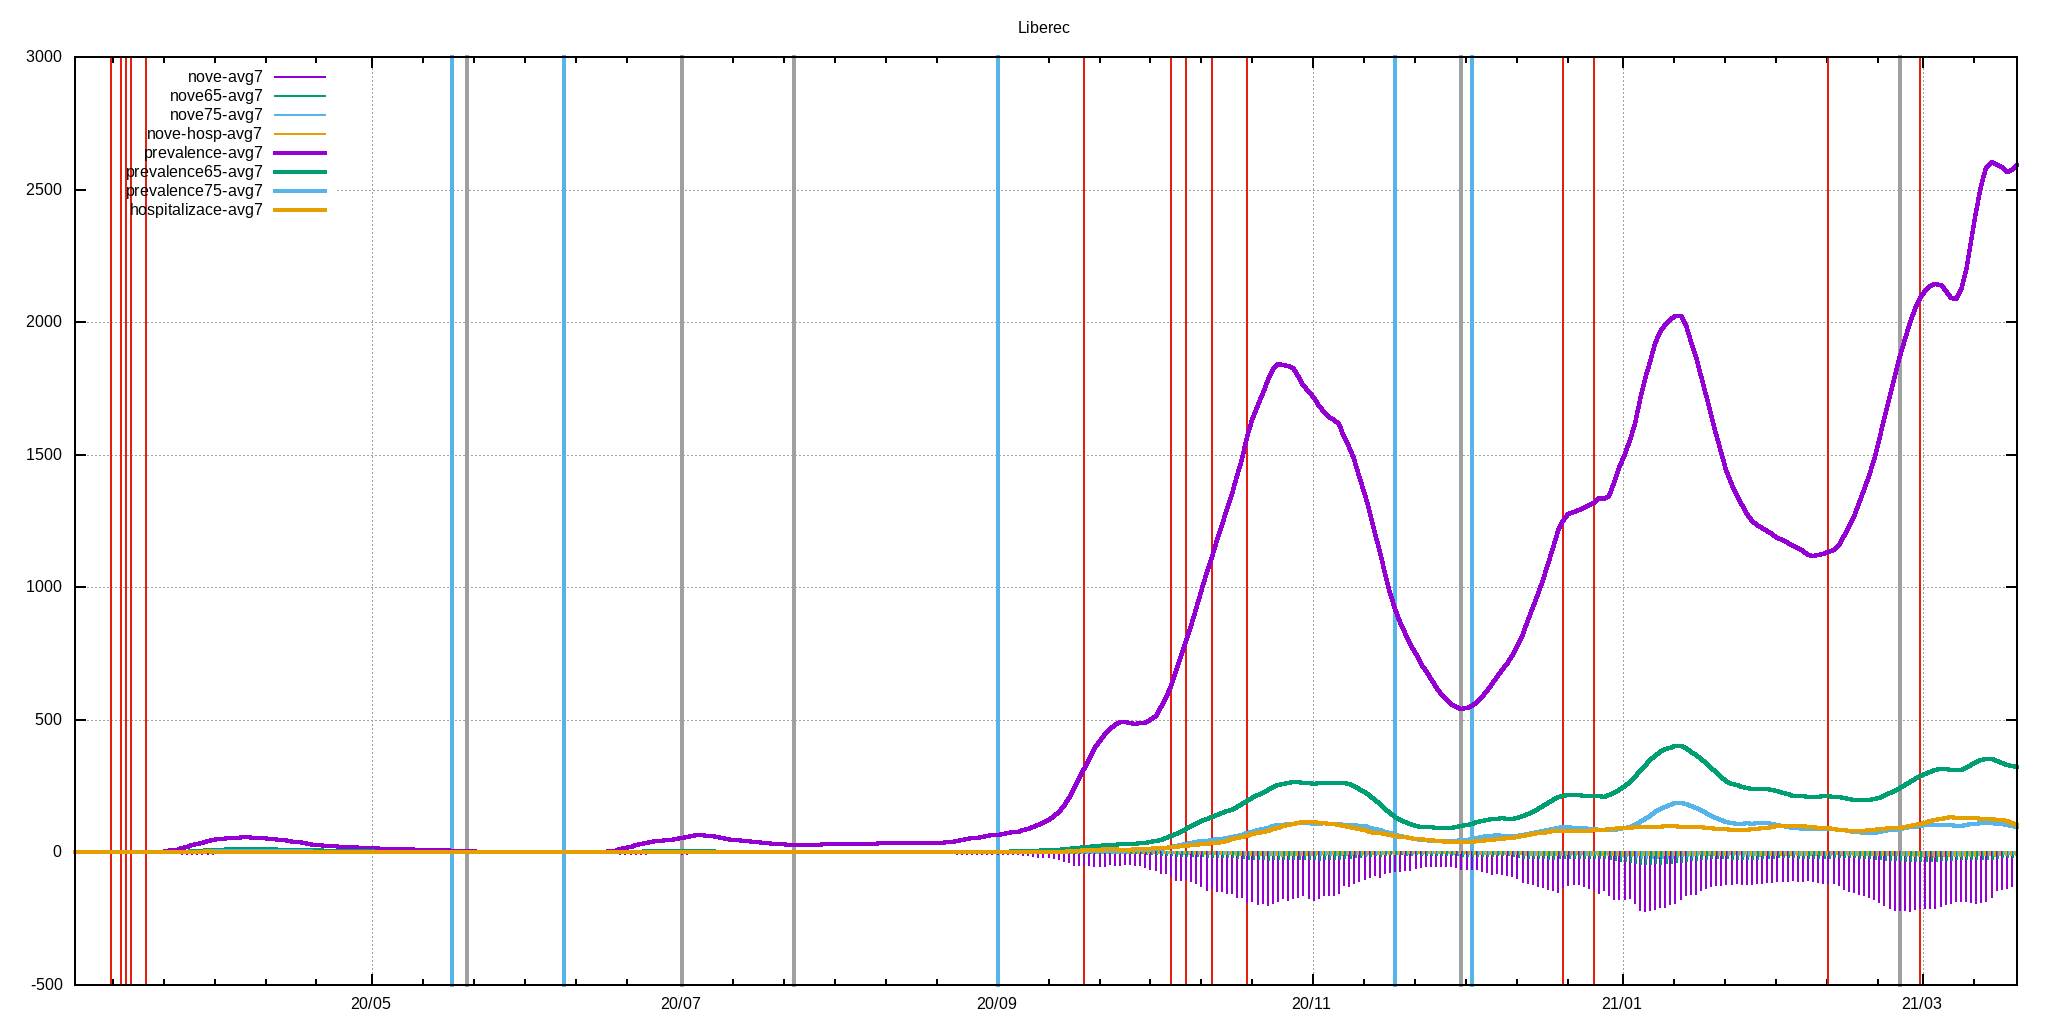 Liberec
3000
2500
2000
1500
1000
500
0
-500
nove-avg7
nove65-avg7
nove75-avg7
nove-hosp-avg7
prevalence-avg7
prevalence65-avg7
prevalence75-avg7
hospitalizace-avg7
20/05
20/07
20/09
20/11
21/01
21/03